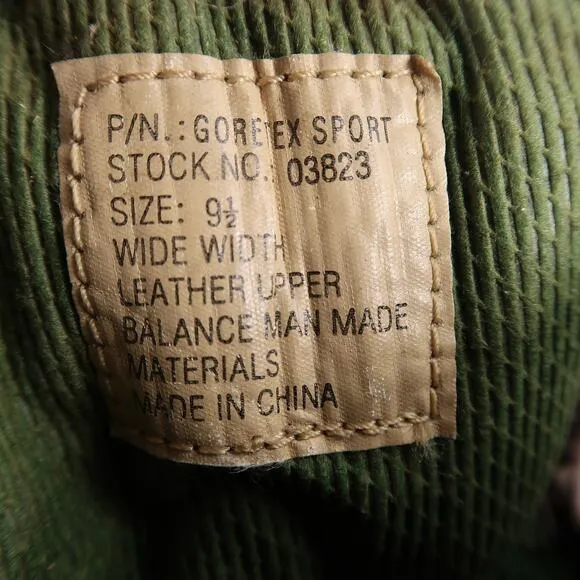 P/N.: GORETEX SPORT
STOCK NO. 03823
SIZE: 9½
WIDE WIDTH
LEATHER UPPER
BALANCE MAN MADE
MATERIALS
MADE IN CHINA